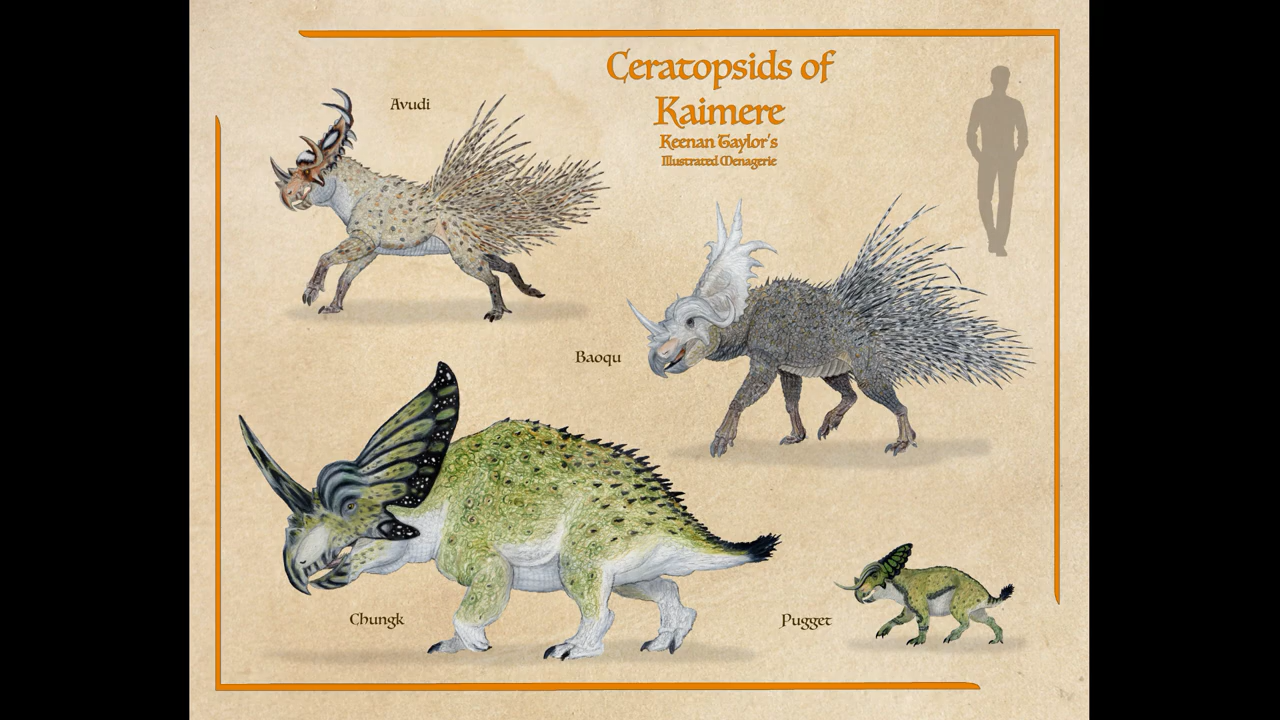 Ceratopsids of
Kaimere
Keenan Taylor's
Illustrated Menagerie
Avudi
Baoqu
Chungk
Pugget